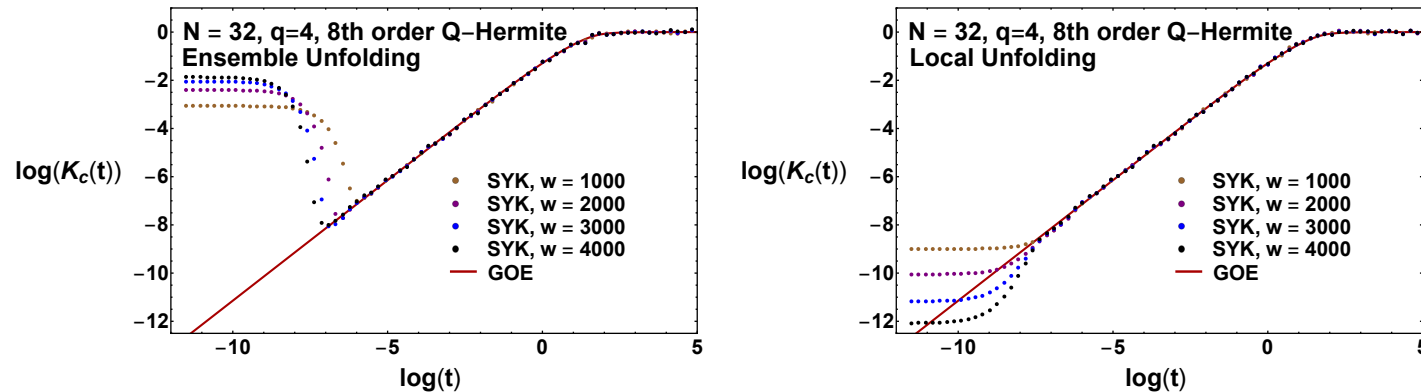 N = 32, q=4, 8th order Q−Hermite
Ensemble Unfolding
0
−2
−4
−6
−8
−10
−12
log(Kc(t))
SYK, w = 1000
SYK, w = 2000
SYK, w = 3000
SYK, w = 4000
GOE
−10
−5
0
5
log(t)
N = 32, q=4, 8th order Q−Hermite
Local Unfolding
0
−2
−4
−6
−8
−10
−12
log(Kc(t))
SYK, w = 1000
SYK, w = 2000
SYK, w = 3000
SYK, w = 4000
GOE
−10
−5
0
5
log(t)